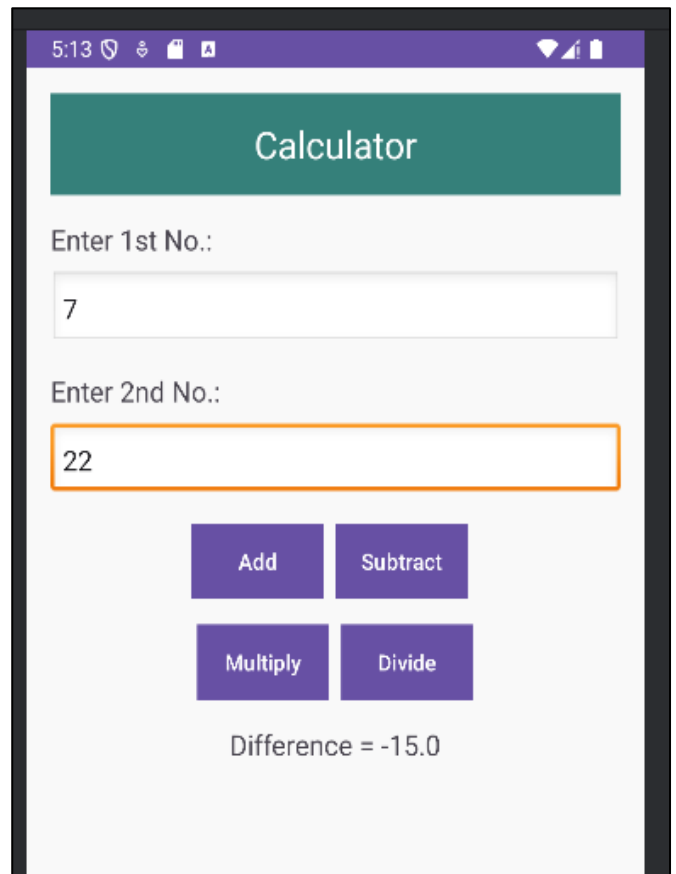 5:13
Calculator
Enter 1st No.:
7
Enter 2nd No.:
22
Add Subtract
Multiply Divide
Difference = -15.0